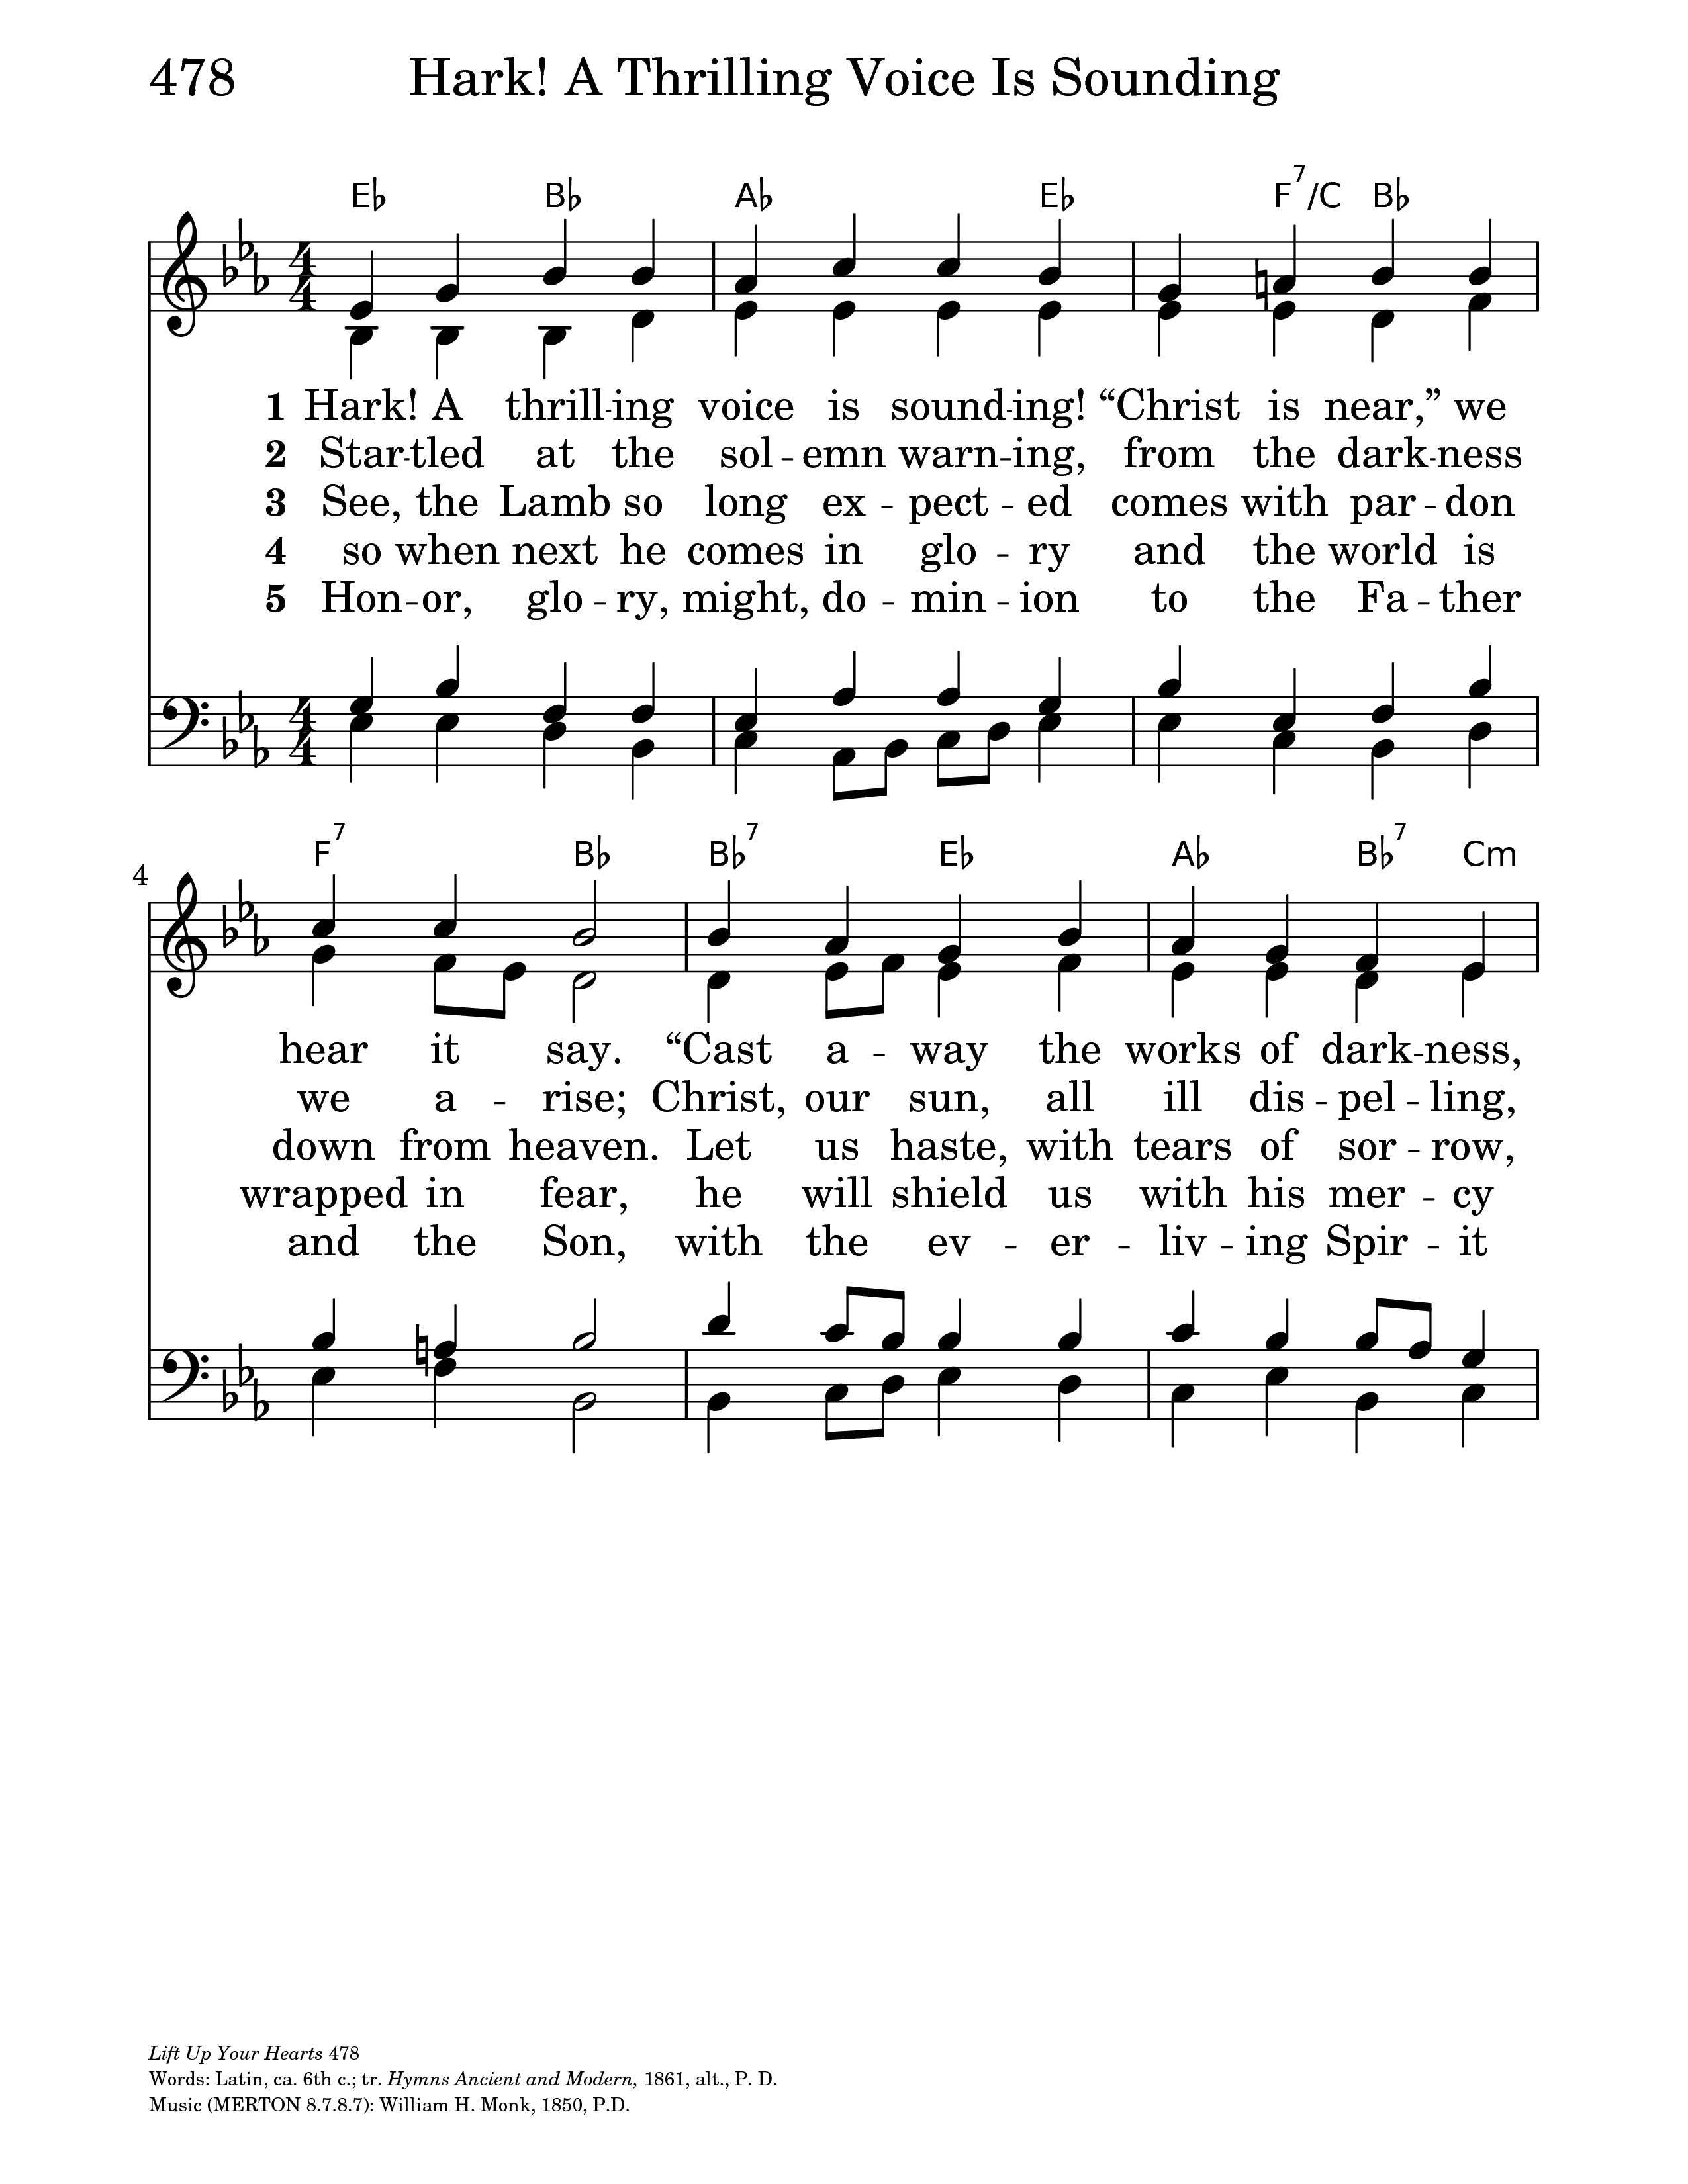 478 Hark! A Thrilling Voice Is Sounding
E♭ B♭ A♭ E♭ F7/C B♭
4/4
1 Hark! A thrill-ing voice is sound-ing! “Christ is near,” we
2 Star-tled at the sol-emn warn-ing, from the dark-ness
3 See, the Lamb so long ex-pect-ed comes with par-don
4 so when next he comes in glo-ry and the world is
5 Hon-or, glo-ry, might, do-min-ion to the Fa-ther
4/4
F7 B♭ B♭7 E♭ A♭ B♭7 Cm
4
hear it say. “Cast a-way the works of dark-ness,
we a-rise; Christ, our sun, all ill dis-pel-ling,
down from heaven. Let us haste, with tears of sor-row,
wrapped in fear, he will shield us with his mer-cy
and the Son, with the ev-er-liv-ing Spir-it
Lift Up Your Hearts 478
Words: Latin, ca. 6th c.; tr. Hymns Ancient and Modern, 1861, alt., P. D.
Music (MERTON 8.7.8.7): William H. Monk, 1850, P.D.